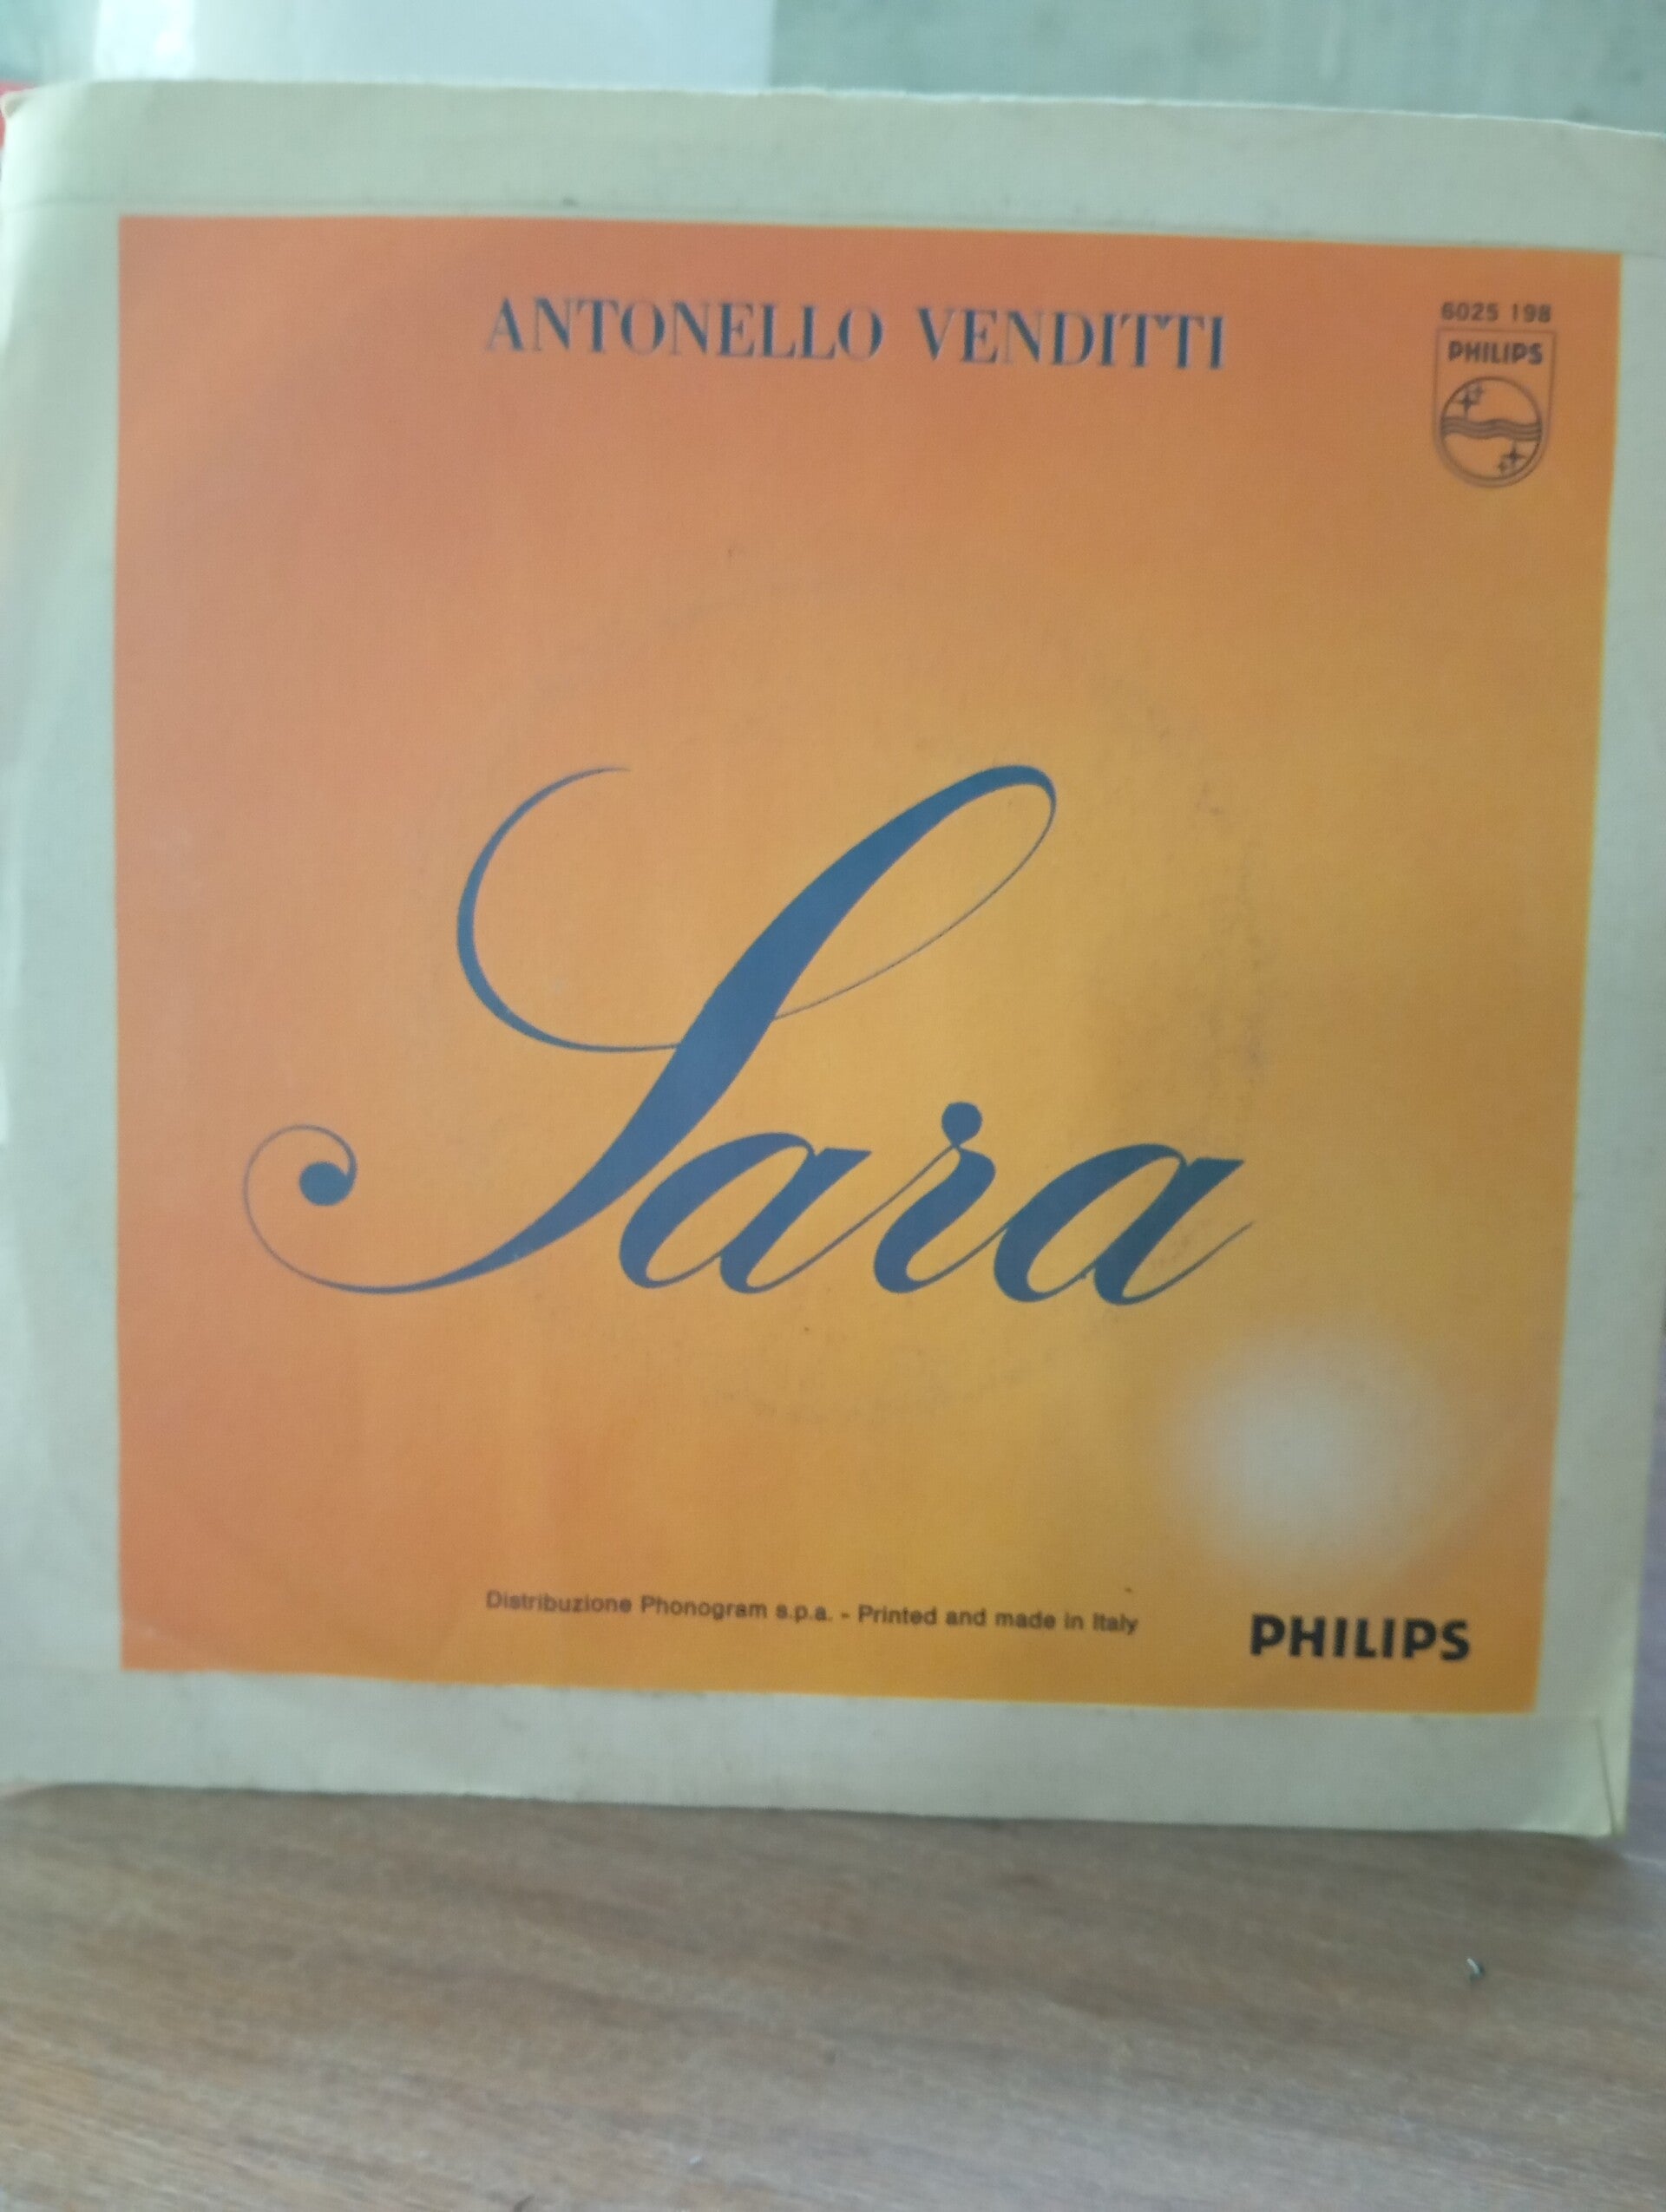 ANTONELLO VENDITTI
6025 198
PHILIPS
Sara
Distribuzione Phonogram s.p.a. - Printed and made in Italy
PHILIPS